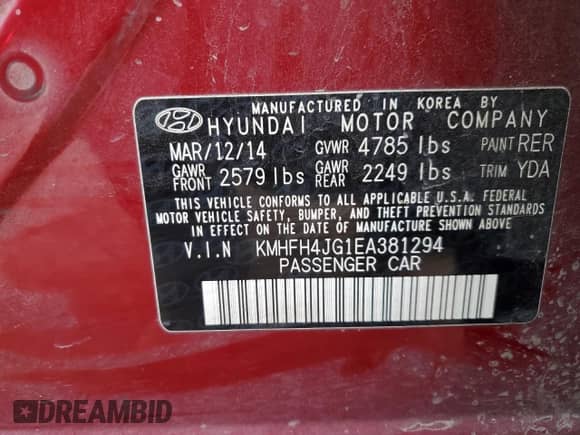 MANUFACTURED IN KOREA BY
HYUNDAI MOTOR COMPANY
MAR/12/14 GVWR 4785 lbs PAINT RER
GAWR FRONT 2579 lbs GAWR REAR 2249 lbs TRIM YDA
THIS VEHICLE CONFORMS TO ALL APPLICABLE U.S.A. FEDERAL
MOTOR VEHICLE SAFETY, BUMPER, AND THEFT PREVENTION STANDARDS
IN EFFECT ON THE DATE OF MANUFACTURE SHOWN ABOVE
V.I.N KMHFH4JG1EA381294
PASSENGER CAR
DREAMBID